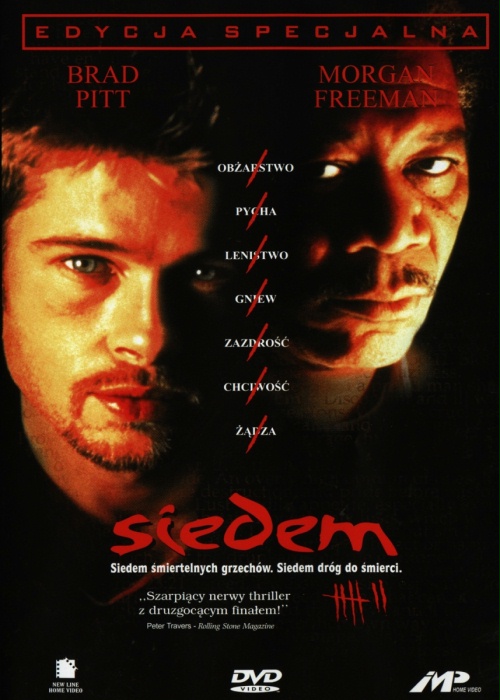 EDYCJA SPECJALNA
BRAD
PITT
MORGAN
FREEMAN
OBŻARSTWO
PYCHA
LENISTWO
GNIEW
ZAZDROŚĆ
CHCIWOŚĆ
ŻĄDZA
siedem
Siedem śmiertelnych grzechów. Siedem dróg do śmierci.
,,Szarpiący nerwy thriller
z druzgocącym finałem!''
Peter Travers - Rolling Stone Magazine
NEW LINE
HOME VIDEO
DVD
VIDEO
iMP
HOME VIDEO